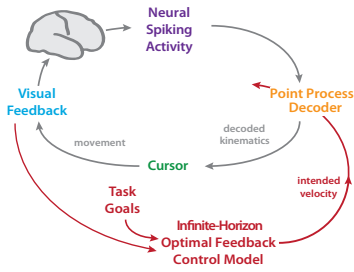 Neural
Spiking
Activity
Visual
Feedback
Point Process
Decoder
movement
decoded
kinematics
Cursor
Task
Goals
intended
velocity
Infinite-Horizon
Optimal Feedback
Control Model